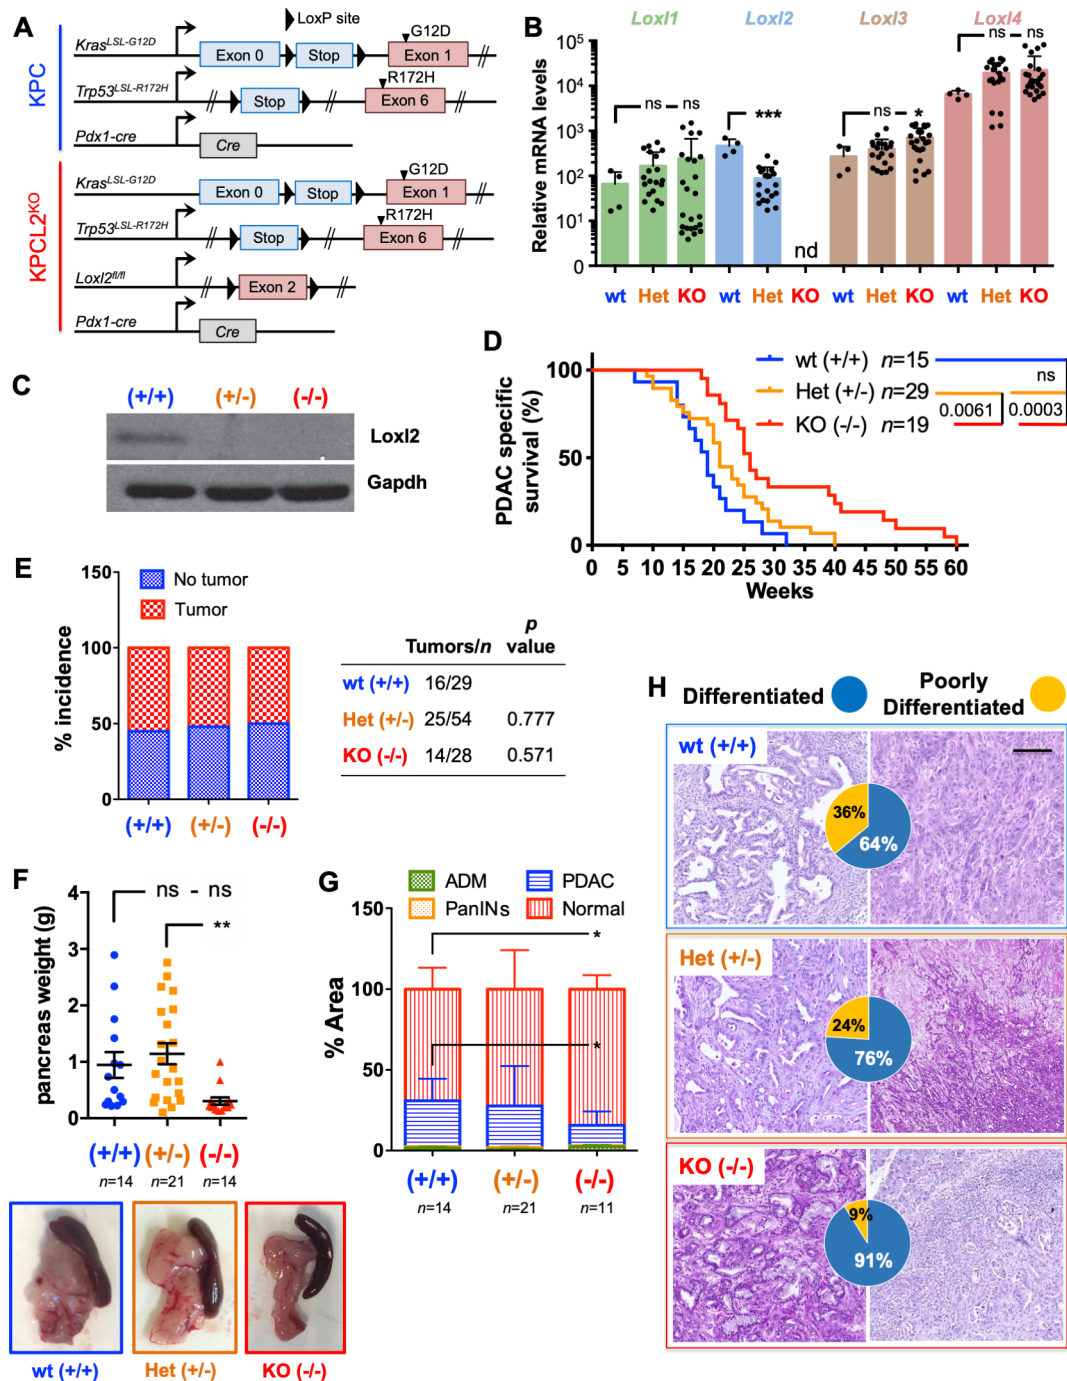 A
LoxP site
KPC
Kras^LSL-G12D
Exon 0
Stop
G12D
Exon 1
Trp53^LSL-R172H
Stop
R172H
Exon 6
Pdx1-cre
Cre
KPCL2^KO
Kras^LSL-G12D
Exon 0
Stop
G12D
Exon 1
Trp53^LSL-R172H
Stop
R172H
Exon 6
Loxl2^fl/fl
Exon 2
Pdx1-cre
Cre
B
Loxl1 Loxl2 Loxl3 Loxl4
Relative mRNA levels
10^5
10^4
10^3
10^2
10^1
0
ns ns *** ns * ns ns
nd
wt Het KO wt Het KO wt Het KO wt Het KO
C
(+/+) (+/-) (-/-)
Loxl2
Gapdh
D
PDAC specific
survival (%)
100
50
0
0 5 10 15 20 25 30 35 40 45 50 55 60
Weeks
wt (+/+) n=15
Het (+/-) n=29
KO (-/-) n=19
ns
0.0061 0.0003
E
% incidence
150
100
50
0
No tumor
Tumor
(+/+) (+/-) (-/-)
Tumors/n p value
wt (+/+) 16/29
Het (+/-) 25/54 0.777
KO (-/-) 14/28 0.571
F
pancreas weight (g)
4
3
2
1
0
ns - ns
**
(+/+) (+/-) (-/-)
n=14 n=21 n=14
wt (+/+) Het (+/-) KO (-/-)
G
ADM PDAC
PanINs Normal
% Area
150
100
50
0
*
*
(+/+) (+/-) (-/-)
n=14 n=21 n=11
H
Differentiated
Poorly
Differentiated
wt (+/+)
36%
64%
Het (+/-)
24%
76%
KO (-/-)
9%
91%